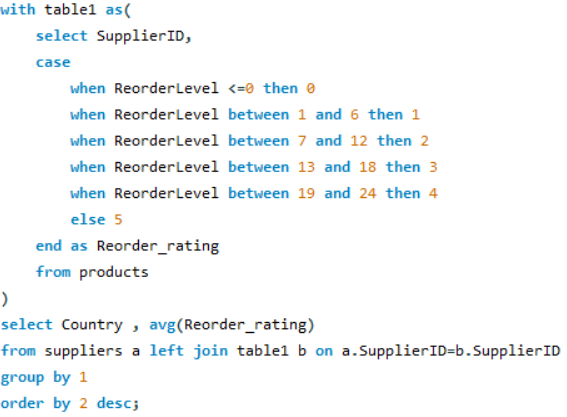 with table1 as(
    select SupplierID,
    case
        when ReorderLevel <=0 then 0
        when ReorderLevel between 1 and 6 then 1
        when ReorderLevel between 7 and 12 then 2
        when ReorderLevel between 13 and 18 then 3
        when ReorderLevel between 19 and 24 then 4
        else 5
    end as Reorder_rating
    from products
)
select Country , avg(Reorder_rating)
from suppliers a left join table1 b on a.SupplierID=b.SupplierID
group by 1
order by 2 desc;